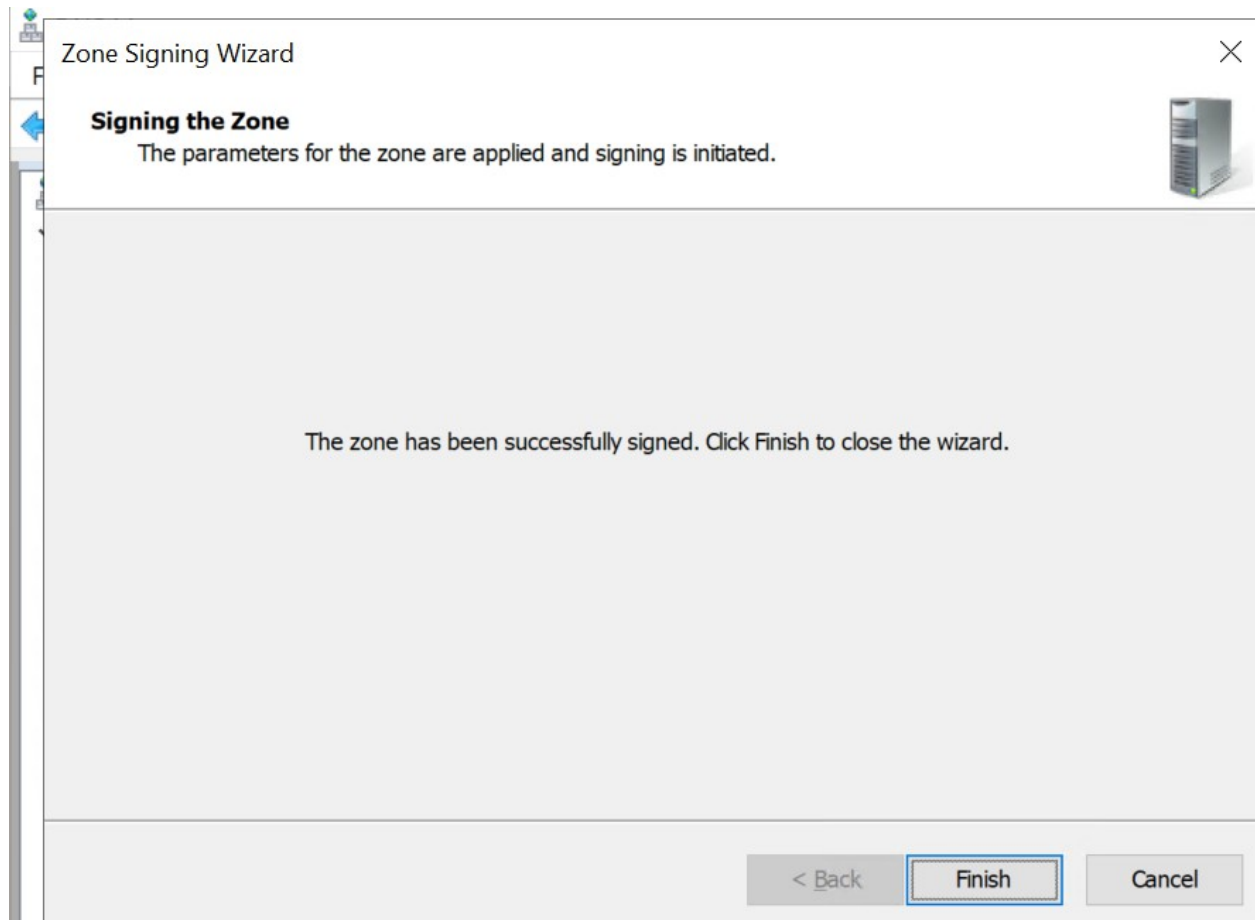 Zone Signing Wizard
F
Signing the Zone
The parameters for the zone are applied and signing is initiated.
The zone has been successfully signed. Click Finish to close the wizard.
< Back
Finish
Cancel